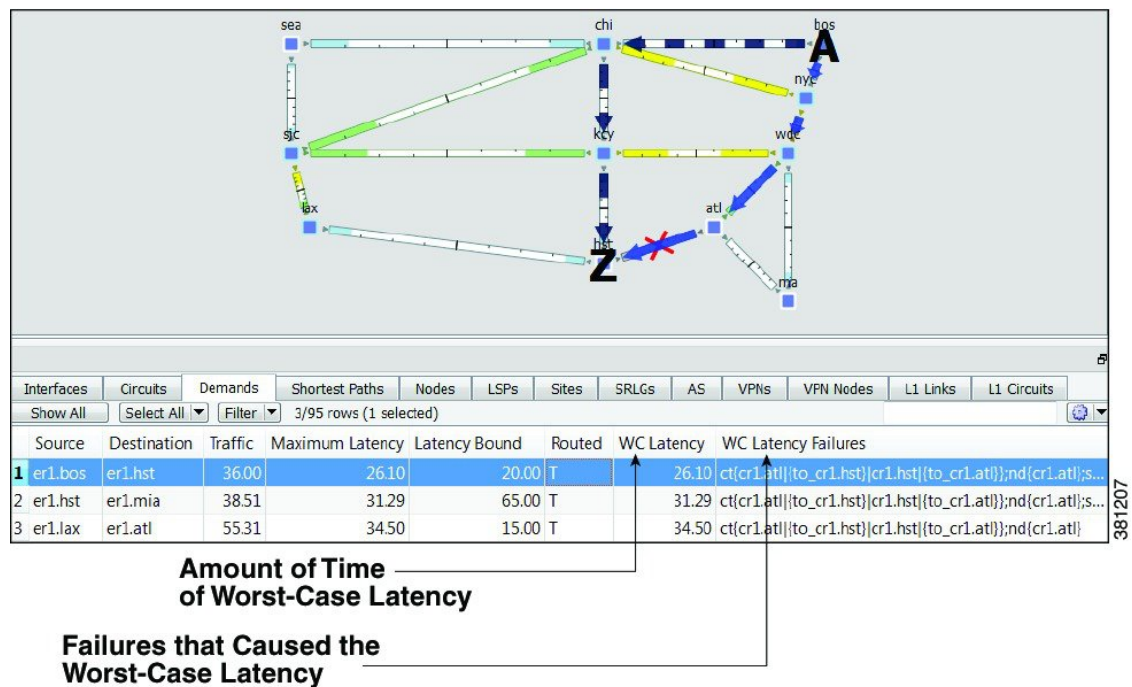 sea
chi
bos
A
nyc
sjc
kcy
wdc
lax
atl
hst
Z
mia
Interfaces Circuits Demands Shortest Paths Nodes LSPs Sites SRLGs AS VPNs VPN Nodes L1 Links L1 Circuits
Show All Select All Filter 3/95 rows (1 selected)
Source Destination Traffic Maximum Latency Latency Bound Routed WC Latency WC Latency Failures
1 er1.bos er1.hst 36.00 26.10 20.00 T 26.10 ct{cr1.atl|{to_cr1.hst}|cr1.hst|{to_cr1.atl}};nd{cr1.atl};s...
2 er1.hst er1.mia 38.51 31.29 65.00 T 31.29 ct{cr1.atl|{to_cr1.hst}|cr1.hst|{to_cr1.atl}};nd{cr1.atl};s...
3 er1.lax er1.atl 55.31 34.50 15.00 T 34.50 ct{cr1.atl|{to_cr1.hst}|cr1.hst|{to_cr1.atl}};nd{cr1.atl}
381207
Amount of Time
of Worst-Case Latency
Failures that Caused the
Worst-Case Latency